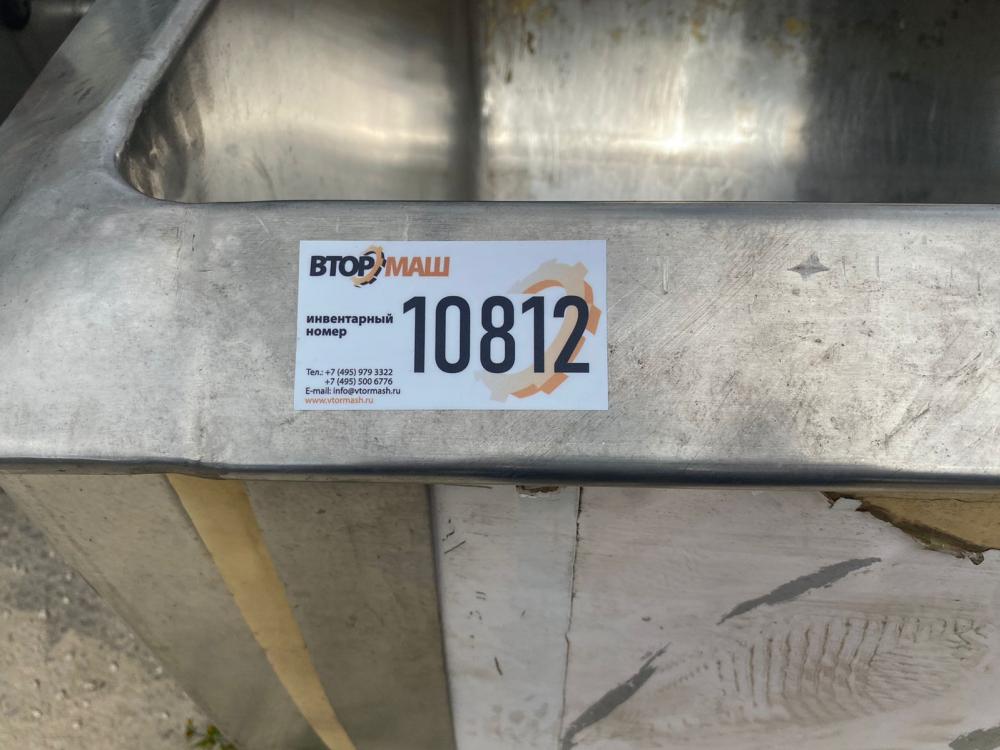 ВТОРМАШ
инвентарный
номер
10812
Тел.: +7 (495) 979 3322
+7 (495) 500 6776
E-mail: info@vtormash.ru
www.vtormash.ru